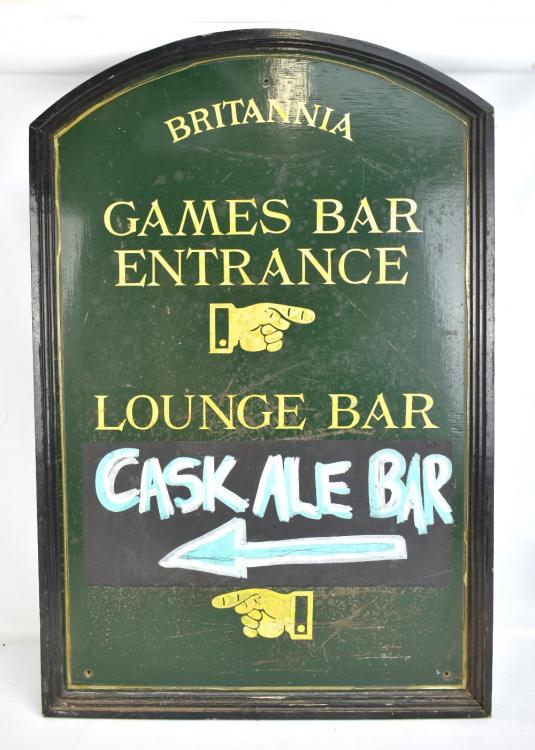 BRITANNIA
GAMES BAR
ENTRANCE
LOUNGE BAR
CASK ALE BAR